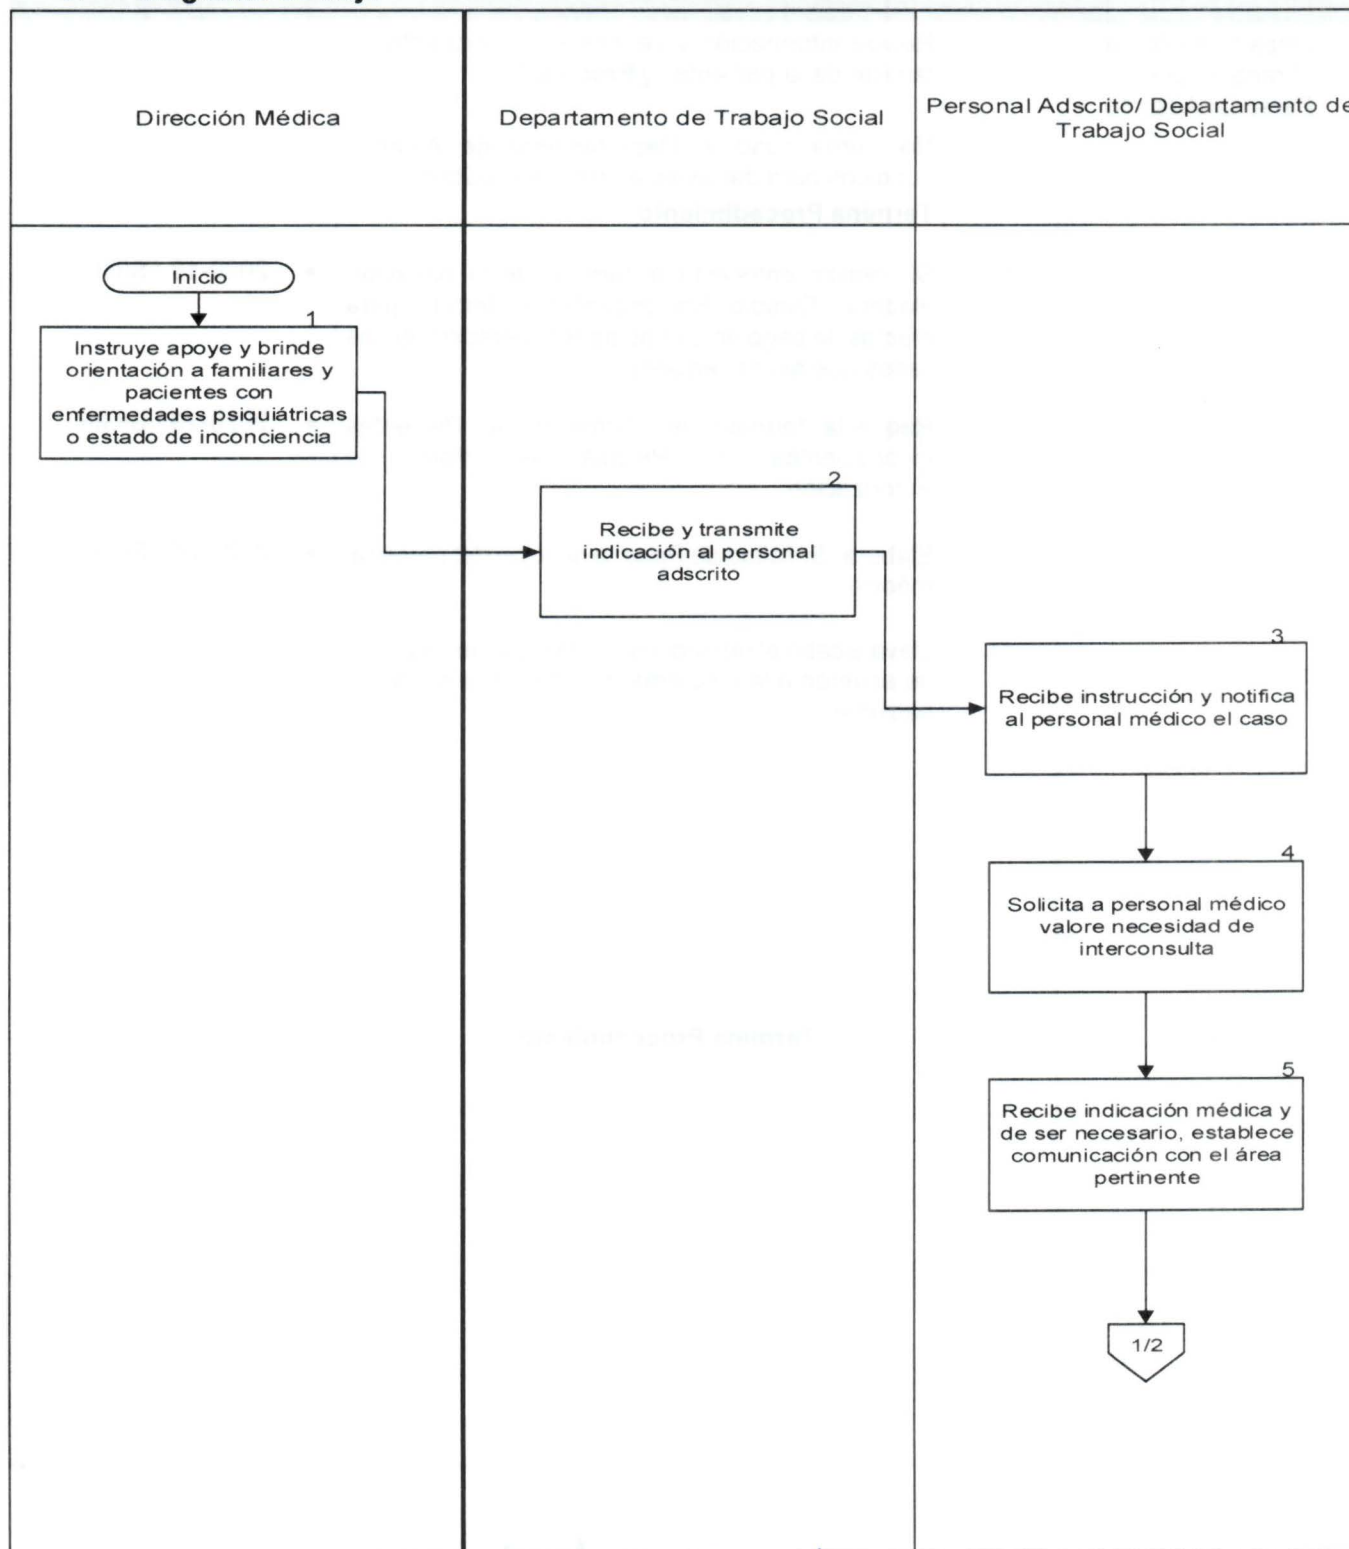 Dirección Médica
Departamento de Trabajo Social
Personal Adscrito/ Departamento de
Trabajo Social
Inicio
1
Instruye apoye y brinde
orientación a familiares y
pacientes con
enfermedades psiquiátricas
o estado de inconciencia
2
Recibe y transmite
indicación al personal
adscrito
3
Recibe instrucción y notifica
al personal médico el caso
4
Solicita a personal médico
valore necesidad de
interconsulta
5
Recibe indicación médica y
de ser necesario, establece
comunicación con el área
pertinente
1/2